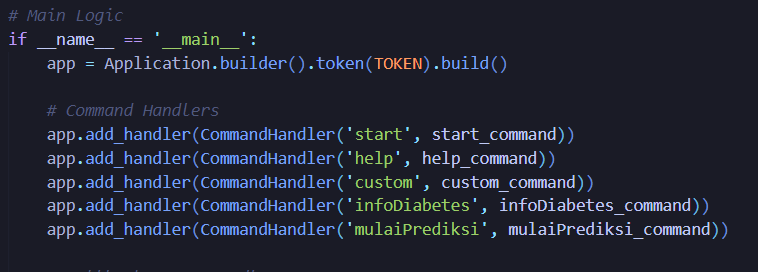 # Main Logic
if __name__ == '__main__':
    app = Application.builder().token(TOKEN).build()
    # Command Handlers
    app.add_handler(CommandHandler('start', start_command))
    app.add_handler(CommandHandler('help', help_command))
    app.add_handler(CommandHandler('custom', custom_command))
    app.add_handler(CommandHandler('infoDiabetes', infoDiabetes_command))
    app.add_handler(CommandHandler('mulaiPrediksi', mulaiPrediksi_command))